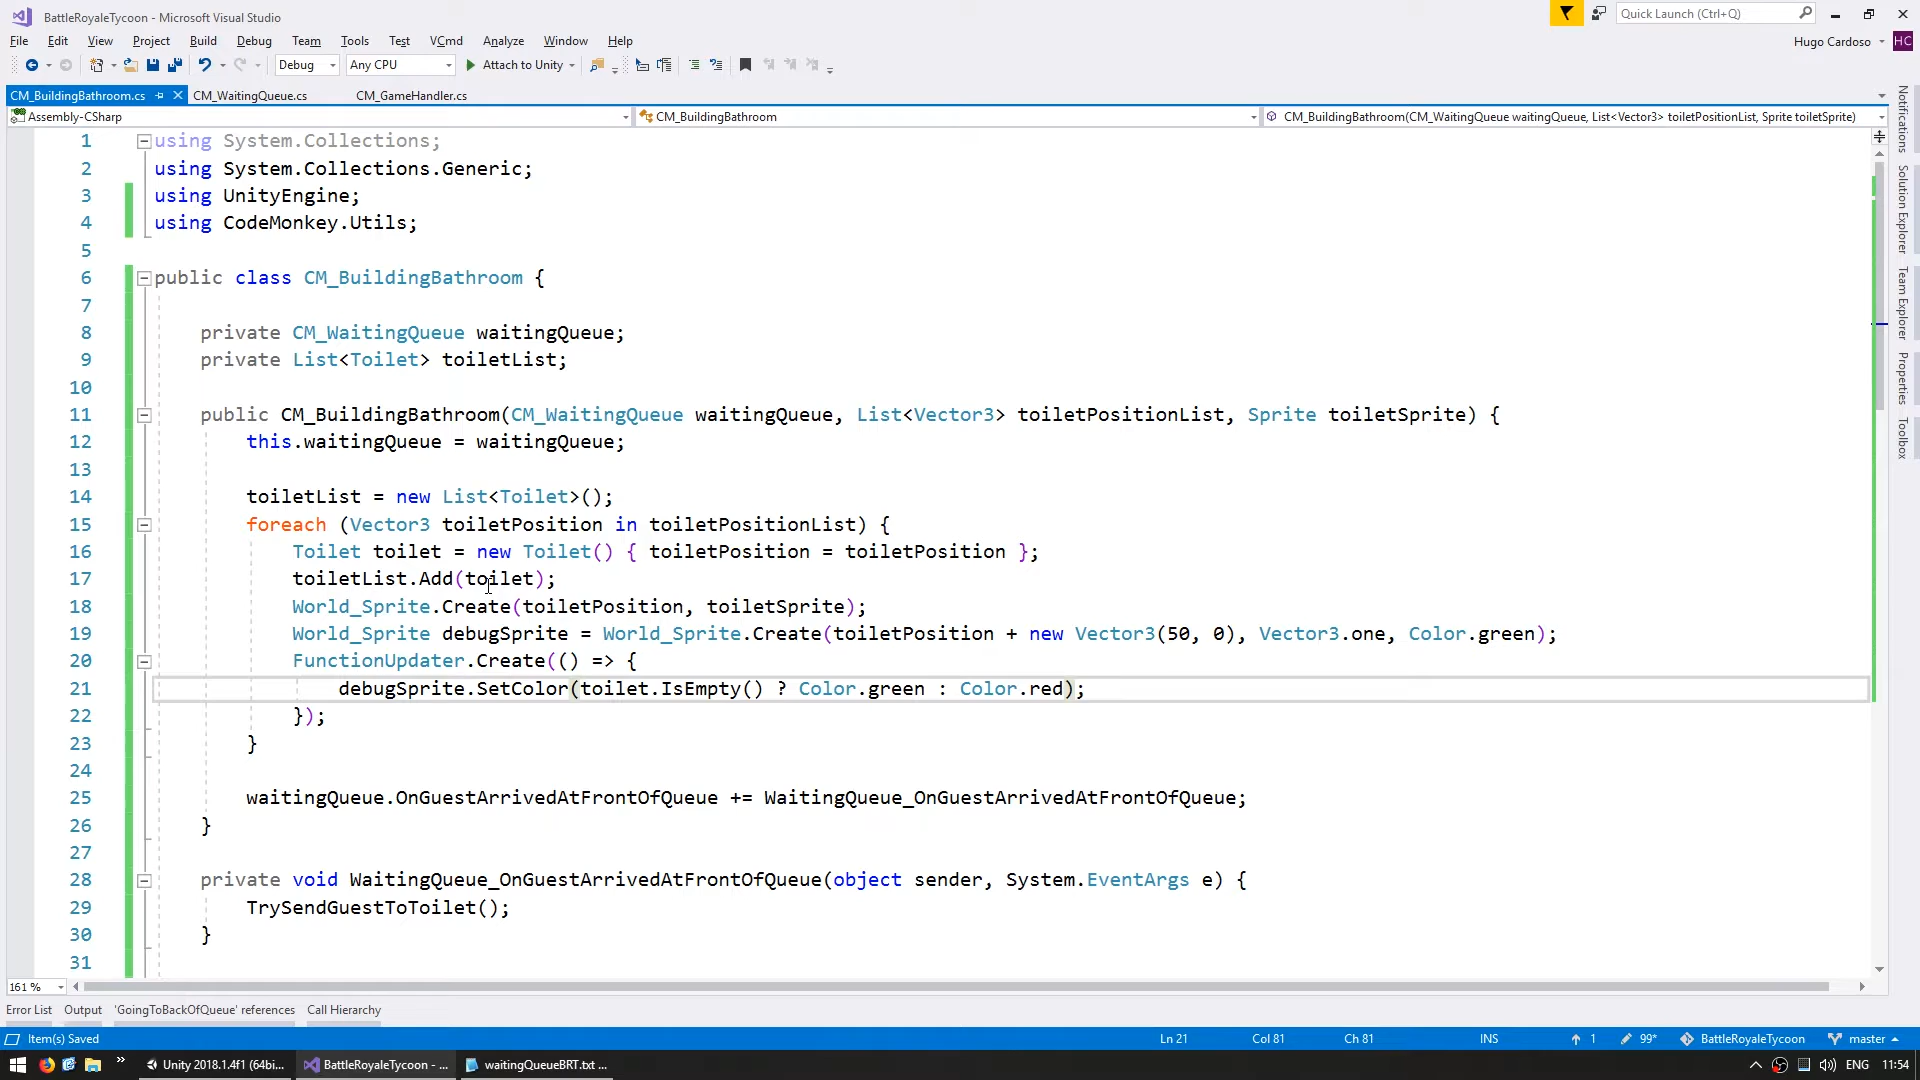 BattleRoyaleTycoon - Microsoft Visual Studio
Quick Launch (Ctrl+Q)
File Edit View Project Build Debug Team Tools Test VCmd Analyze Window Help
Hugo Cardoso HC
Debug Any CPU Attach to Unity
CM_BuildingBathroom.cs CM_WaitingQueue.cs CM_GameHandler.cs
Assembly-CSharp CM_BuildingBathroom CM_BuildingBathroom(CM_WaitingQueue waitingQueue, List<Vector3> toiletPositionList, Sprite toiletSprite)
1 using System.Collections;
2 using System.Collections.Generic;
3 using UnityEngine;
4 using CodeMonkey.Utils;
5
6 public class CM_BuildingBathroom {
7
8 private CM_WaitingQueue waitingQueue;
9 private List<Toilet> toiletList;
10
11 public CM_BuildingBathroom(CM_WaitingQueue waitingQueue, List<Vector3> toiletPositionList, Sprite toiletSprite) {
12 this.waitingQueue = waitingQueue;
13
14 toiletList = new List<Toilet>();
15 foreach (Vector3 toiletPosition in toiletPositionList) {
16 Toilet toilet = new Toilet() { toiletPosition = toiletPosition };
17 toiletList.Add(toilet);
18 World_Sprite.Create(toiletPosition, toiletSprite);
19 World_Sprite debugSprite = World_Sprite.Create(toiletPosition + new Vector3(50, 0), Vector3.one, Color.green);
20 FunctionUpdater.Create(() => {
21 debugSprite.SetColor(toilet.IsEmpty() ? Color.green : Color.red);
22 });
23 }
24
25 waitingQueue.OnGuestArrivedAtFrontOfQueue += WaitingQueue_OnGuestArrivedAtFrontOfQueue;
26 }
27
28 private void WaitingQueue_OnGuestArrivedAtFrontOfQueue(object sender, System.EventArgs e) {
29 TrySendGuestToToilet();
30 }
31
Notifications
Solution Explorer
Team Explorer
Properties
Toolbox
161 %
Error List Output 'GoingToBackOfQueue' references Call Hierarchy
Item(s) Saved Ln 21 Col 81 Ch 81 INS 1 99* BattleRoyaleTycoon master
Unity 2018.1.4f1 (64bi... BattleRoyaleTycoon - ... waitingQueueBRT.txt ... ENG 11:54